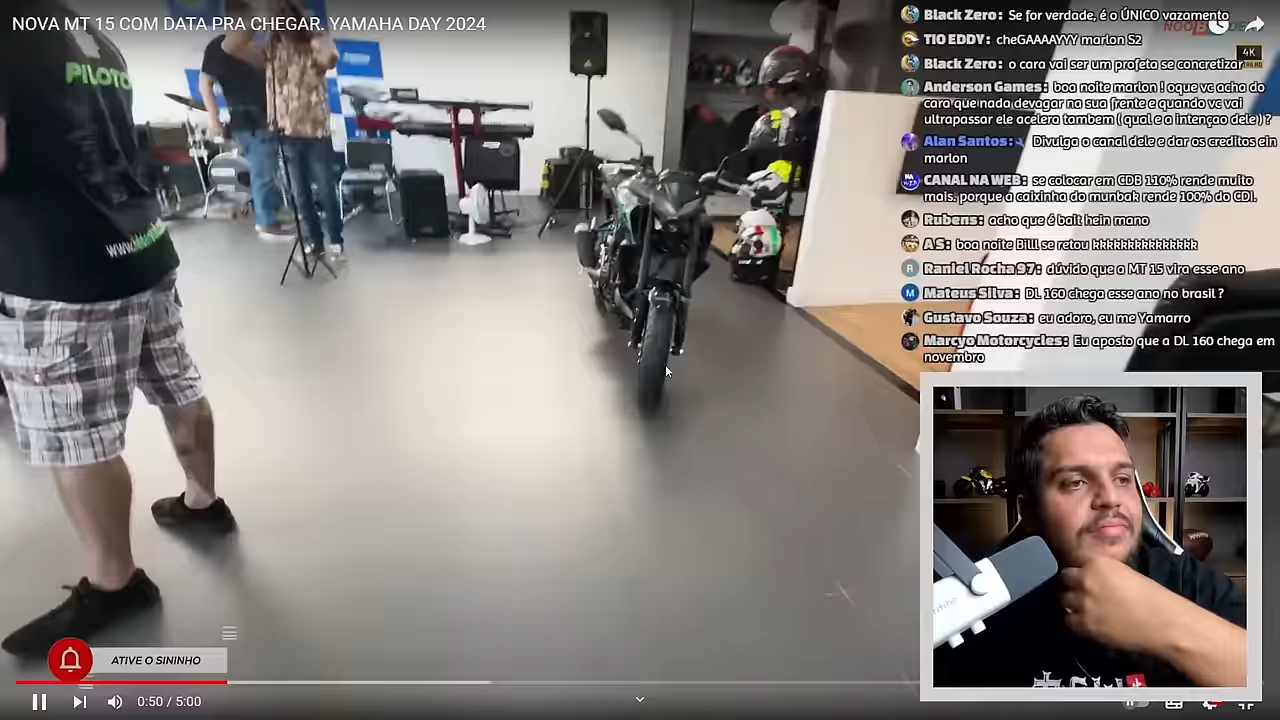 NOVA MT 15 COM DATA PRA CHEGAR. YAMAHA DAY 2024
PILOTO
Black Zero: Se for verdade, é o ÚNICO vazamento
TIO EDDY: cheGAAAAYYY marlon S2
Black Zero: o cara vai ser um profeta se concretizar
4K
Anderson Games: boa noite marlon ! oque vc acha do
cara que nada devagar na sua frente e quando vc vai
ultrapassar ele acelera tambem ( qual e a intençao dele ) ?
Alan Santos: Divulga o canal dele e dar os creditos ein
marlon
CANAL NA WEB: se colocar em CDB 110% rende muito
mais. porque a caixinha do munbak rende 100% do CDI.
Rubens: acho que é bait hein mano
A S: boa noite Billl se retou kkkkkkkkkkkkkkk
Raniel Rocha 97: dúvido que a MT 15 vira esse ano
Mateus Silva: DL 160 chega esse ano no brasil ?
Gustavo Souza: eu adoro, eu me Yamarro
Marcyo Motorcycles: Eu aposto que a DL 160 chega em
novembro
ATIVE O SININHO
0:50 / 5:00